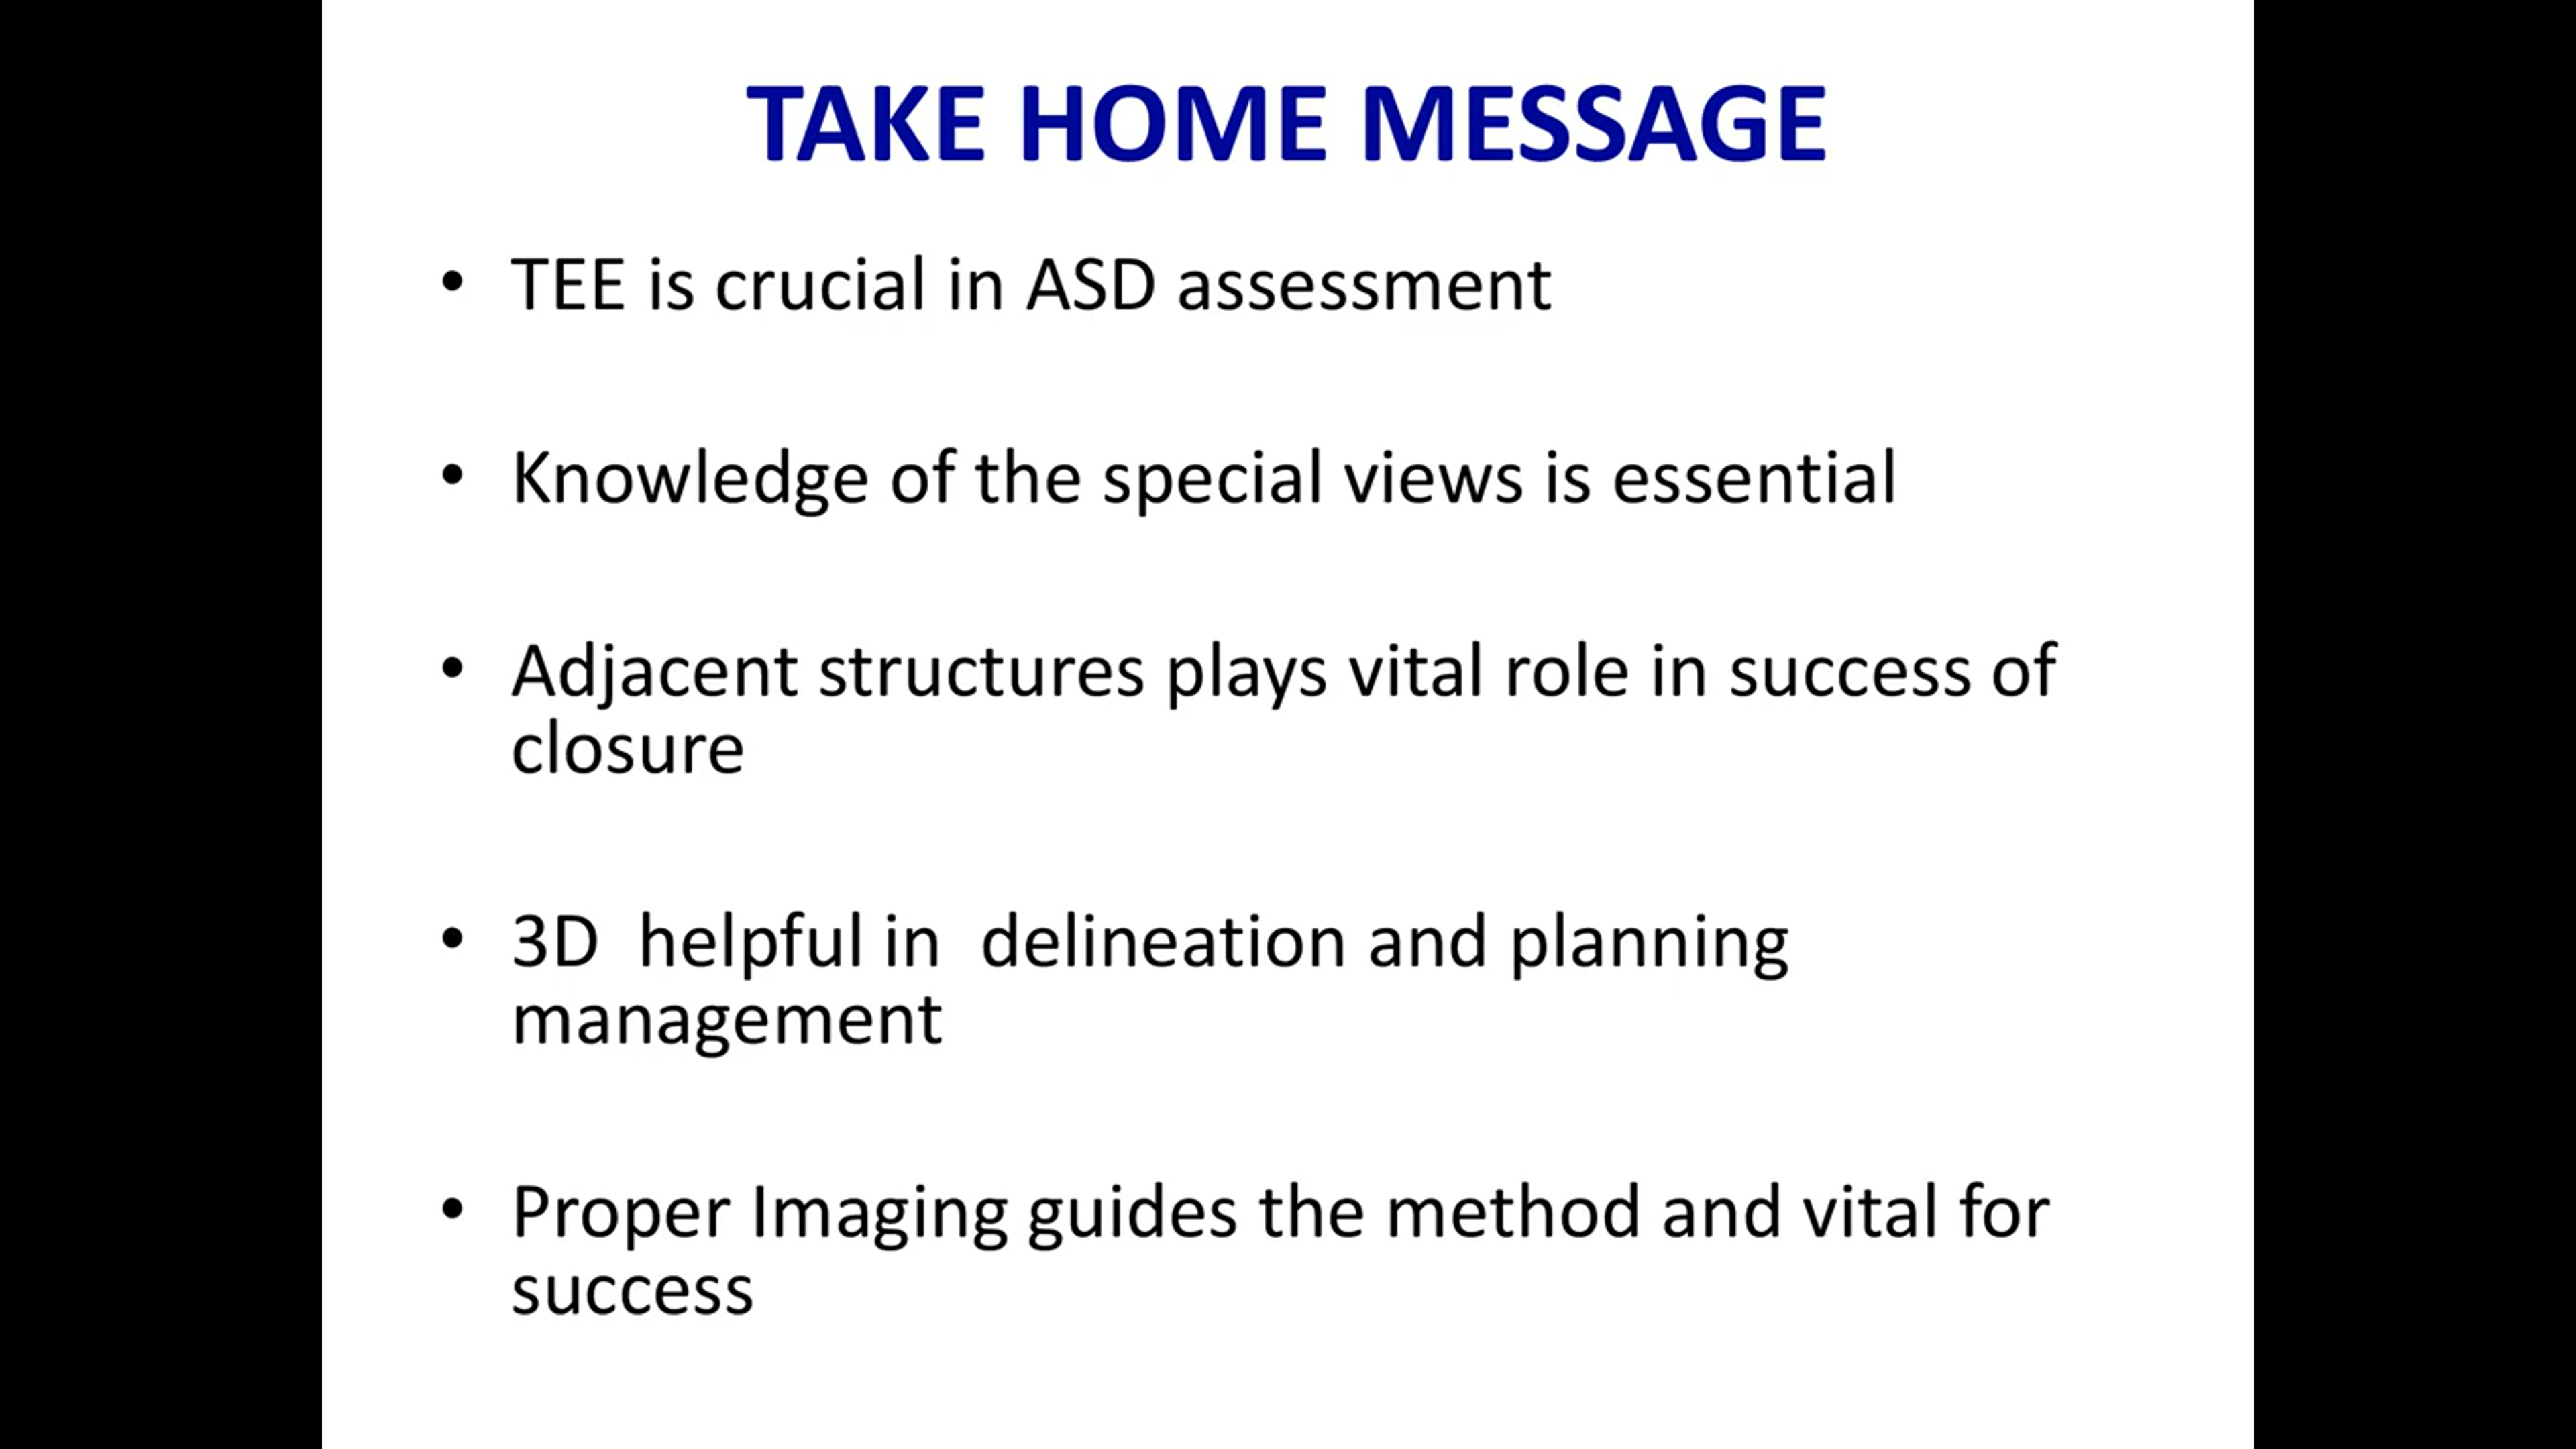 TAKE HOME MESSAGE
• TEE is crucial in ASD assessment
• Knowledge of the special views is essential
• Adjacent structures plays vital role in success of
closure
• 3D  helpful in  delineation and planning
management
• Proper Imaging guides the method and vital for
success